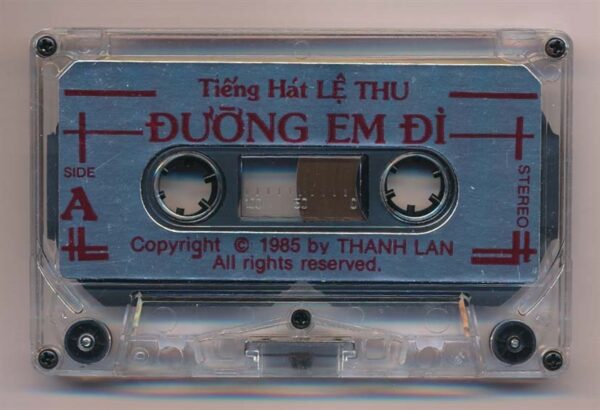 Tiếng Hát LỆ THU
ĐƯỜNG EM ĐI
SIDE
A
STEREO
100 50 0
Copyright © 1985 by THANH LAN
All rights reserved.